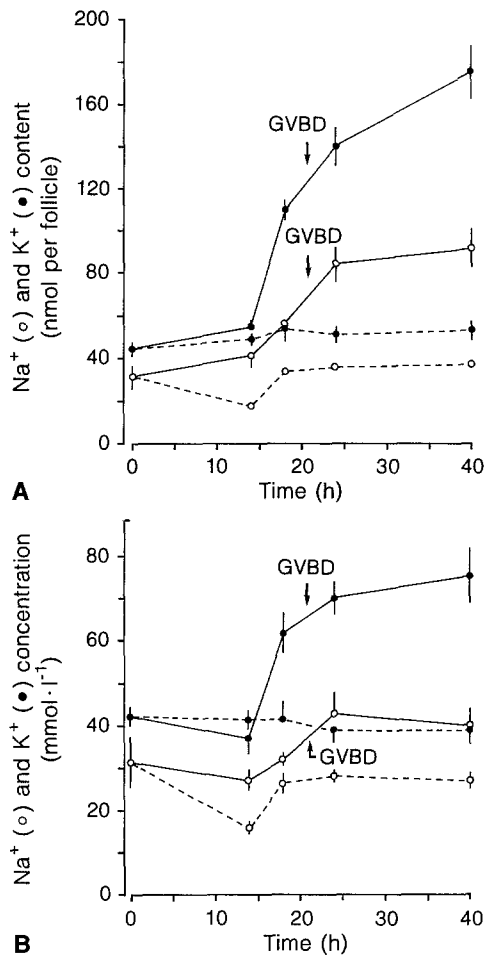 Na⁺ (○) and K⁺ (●) content
(nmol per follicle)
200
160
120
80
40
0
GVBD
GVBD
0 10 20 30 40
Time (h)
A
Na⁺ (○) and K⁺ (●) concentration
(mmol·l⁻¹)
80
60
40
20
0
GVBD
GVBD
0 10 20 30 40
Time (h)
B